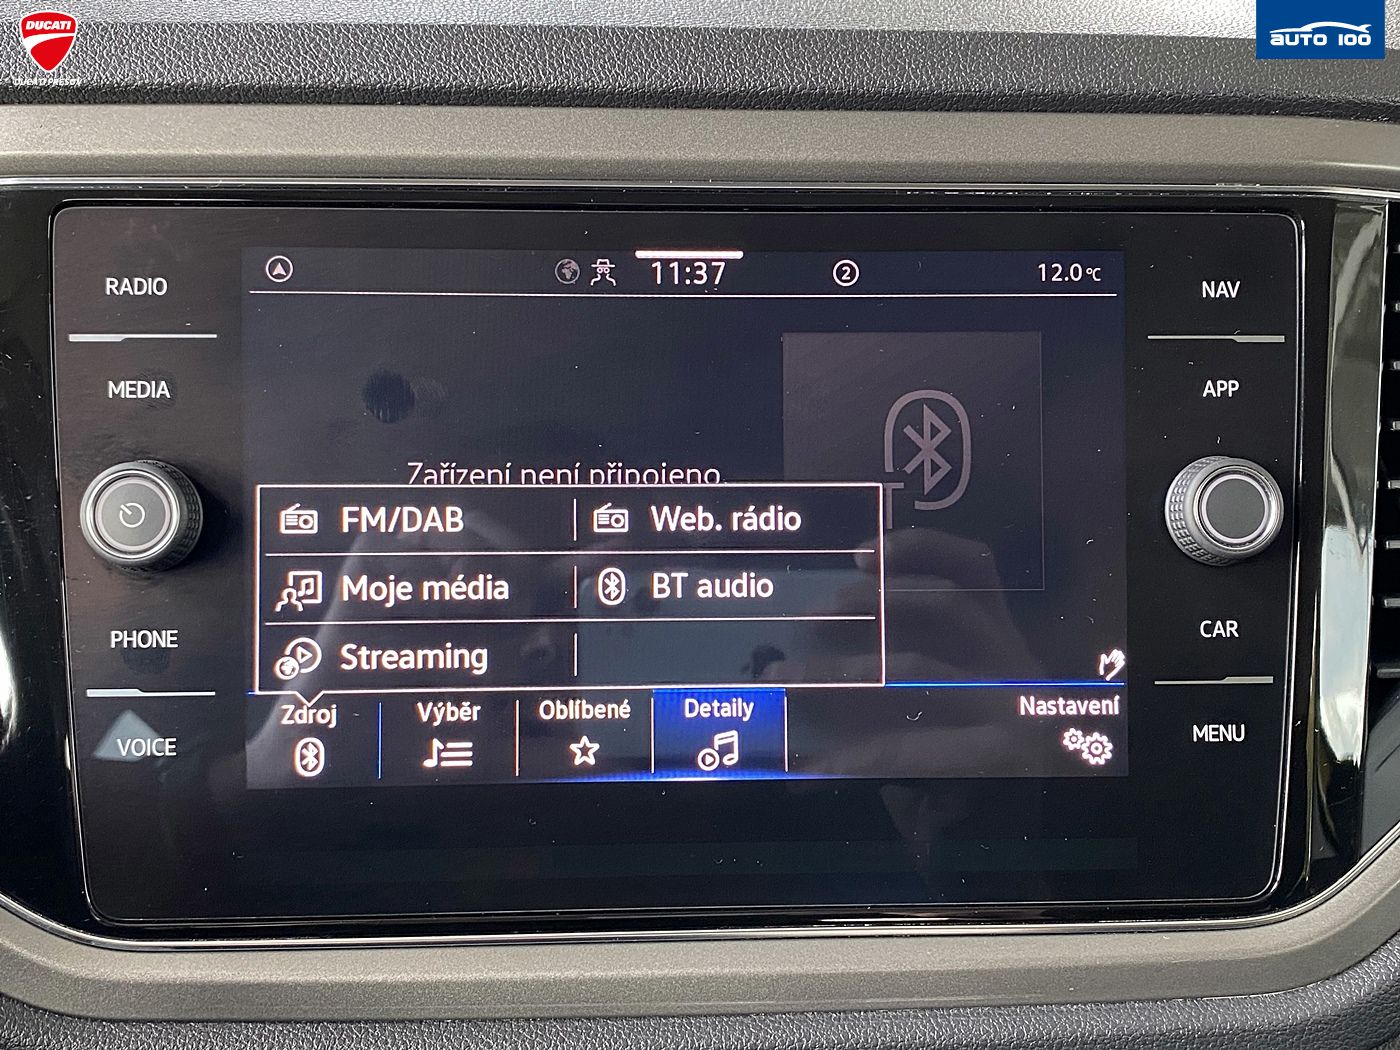 DUCATI
AUTO 100
RADIO
MEDIA
PHONE
VOICE
11:37
2
12.0°C
Zařízení není připojeno.
FM/DAB
Web. rádio
Moje média
BT audio
Streaming
Zdroj
Výběr
Oblíbené
Detaily
Nastavení
NAV
APP
CAR
MENU